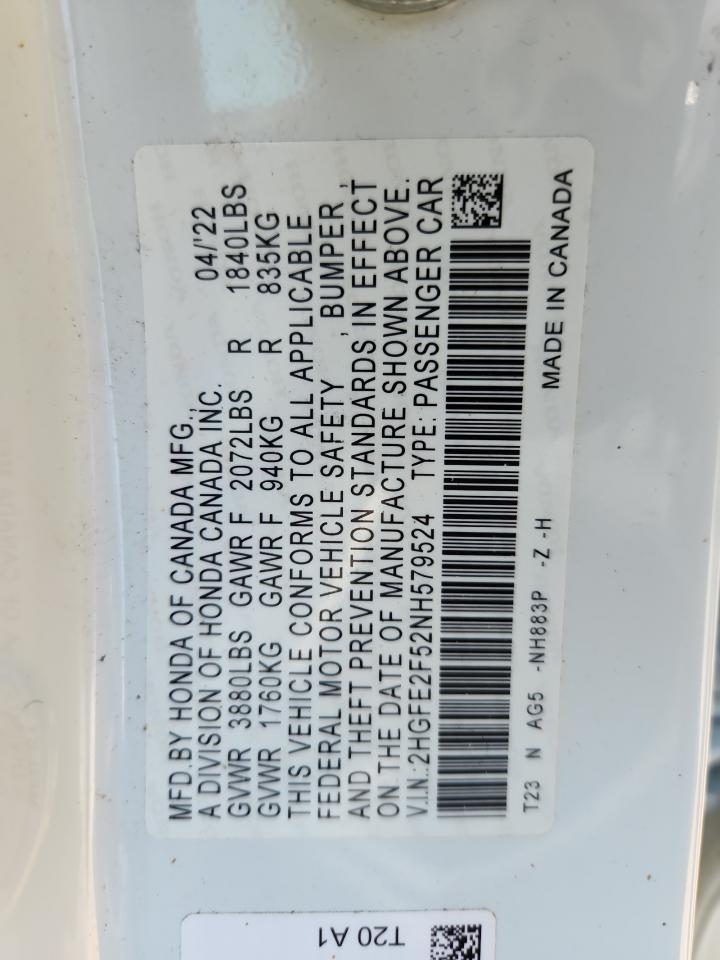 MFD.BY HONDA OF CANADA MFG., 04/'22
A DIVISION OF HONDA CANADA INC.
GVWR 3880LBS GAWR F 2072LBS R 1840LBS
GVWR 1760KG GAWR F 940KG R 835KG
THIS VEHICLE CONFORMS TO ALL APPLICABLE
FEDERAL MOTOR VEHICLE SAFETY , BUMPER ,
AND THEFT PREVENTION STANDARDS IN EFFECT
ON THE DATE OF MANUFACTURE SHOWN ABOVE.
V.I.N.:2HGFE2F52NH579524 TYPE: PASSENGER CAR
MADE IN CANADA
T23 N AG5 -NH883P -Z -H
T20 A1